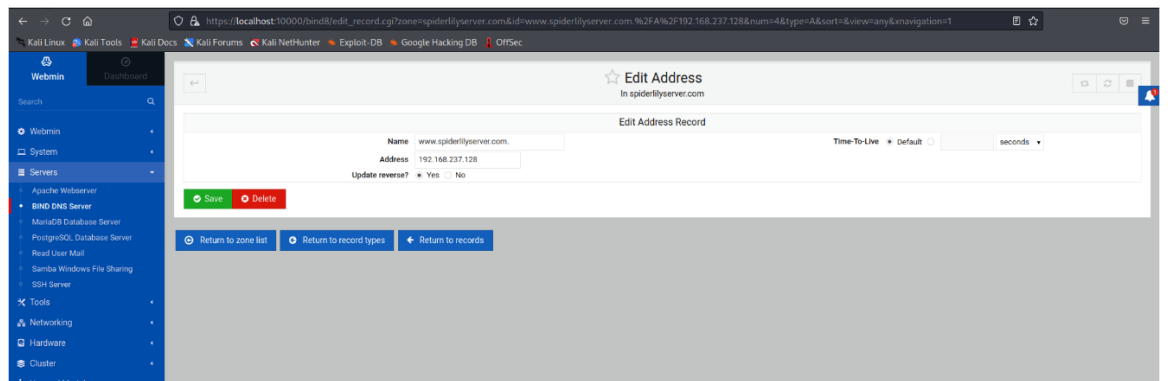 https://localhost:10000/bind8/edit_record.cgi?zone=spiderlilyserver.com&id=www.spiderlilyserver.com.%2FA%2F192.168.237.128&num=4&type=A&sort=&view=any&xnavigation=1
Kali Linux Kali Tools Kali Docs Kali Forums Kali NetHunter Exploit-DB Google Hacking DB OffSec
Webmin Dashboard
Search
Webmin
System
Servers
Apache Webserver
BIND DNS Server
MariaDB Database Server
PostgreSQL Database Server
Read User Mail
Samba Windows File Sharing
SSH Server
Tools
Networking
Hardware
Cluster
Edit Address
In spiderlilyserver.com
Edit Address Record
Name www.spiderlilyserver.com. Time-To-Live Default seconds
Address 192.168.237.128
Update reverse? Yes No
Save Delete
Return to zone list Return to record types Return to records